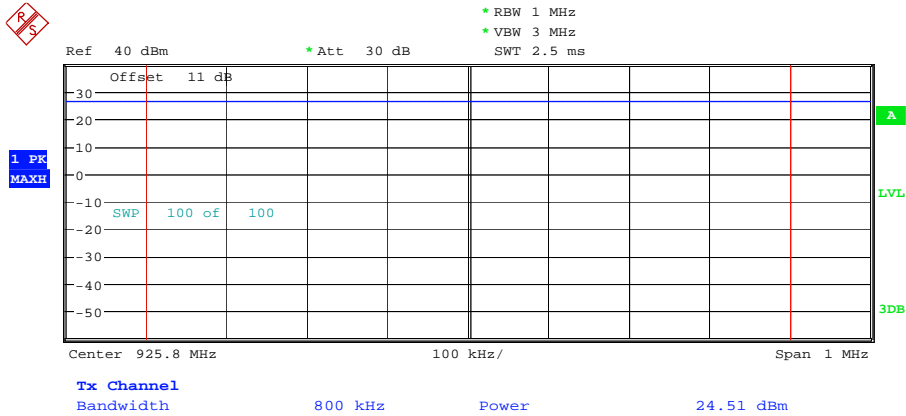 R S
* RBW 1 MHz
* VBW 3 MHz
Ref 40 dBm * Att 30 dB SWT 2.5 ms
Offset 11 dB
30
20
A
10
1 PK
MAXH
0
LVL
-10
SWP 100 of 100
-20
-30
-40
-50
3DB
Center 925.8 MHz 100 kHz/ Span 1 MHz
Tx Channel
Bandwidth 800 kHz Power 24.51 dBm